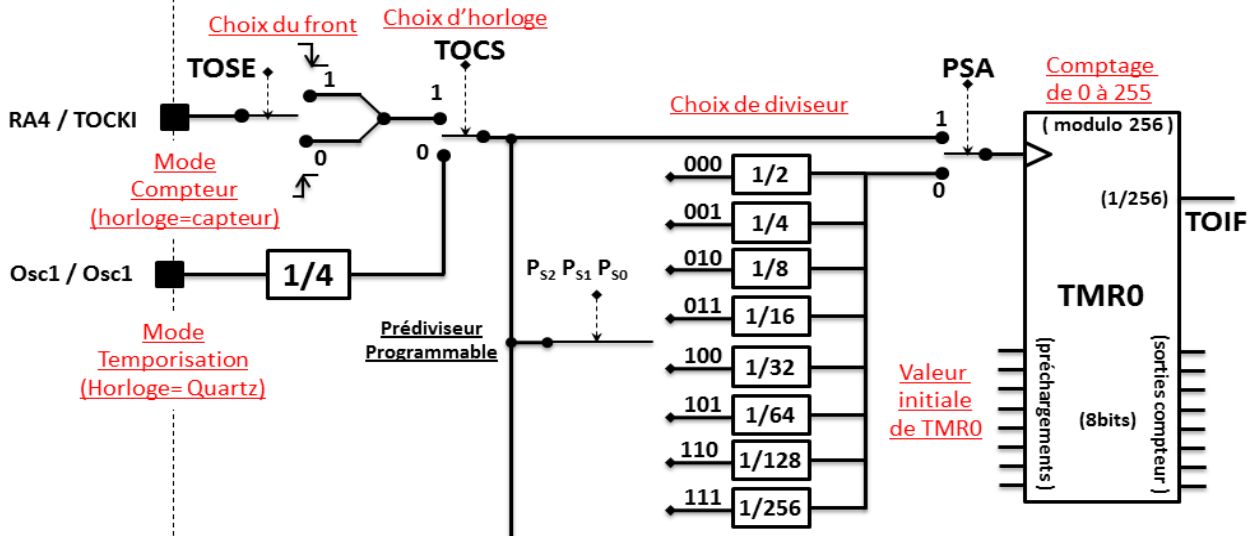 Choix du front
Choix d'horloge
TOSE
1
0
TOCS
1
0
RA4 / TOCKI
Mode
Compteur
(horloge=capteur)
Osc1 / Osc1
1/4
Mode
Temporisation
(Horloge= Quartz)
Prédiviseur
Programmable
PS2 PS1 PS0
Choix de diviseur
000 1/2
001 1/4
010 1/8
011 1/16
100 1/32
101 1/64
110 1/128
111 1/256
PSA
1
0
Comptage
de 0 à 255
( modulo 256)
(1/256)
TOIF
TMR0
Valeur
initiale
de TMR0
(préchargements)
(8bits)
(sorties compteur )